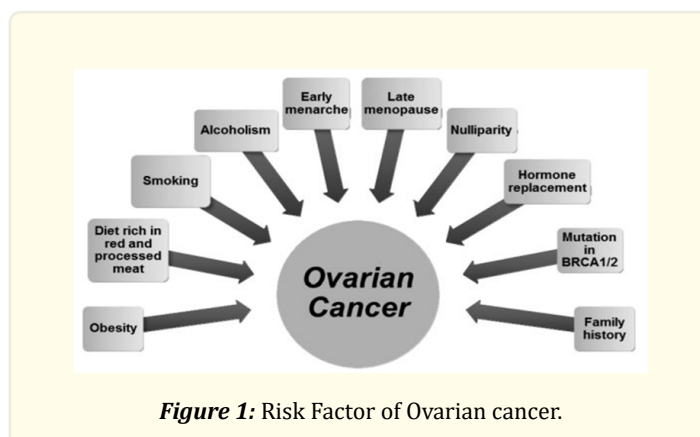 Early
menarche
Late
menopause
Alcoholism
Nulliparity
Smoking
Hormone
replacement
Diet rich in
red and
processed
meat
Mutation
in
BRCA1/2
Obesity
Family
history
Ovarian
Cancer
Figure 1: Risk Factor of Ovarian cancer.